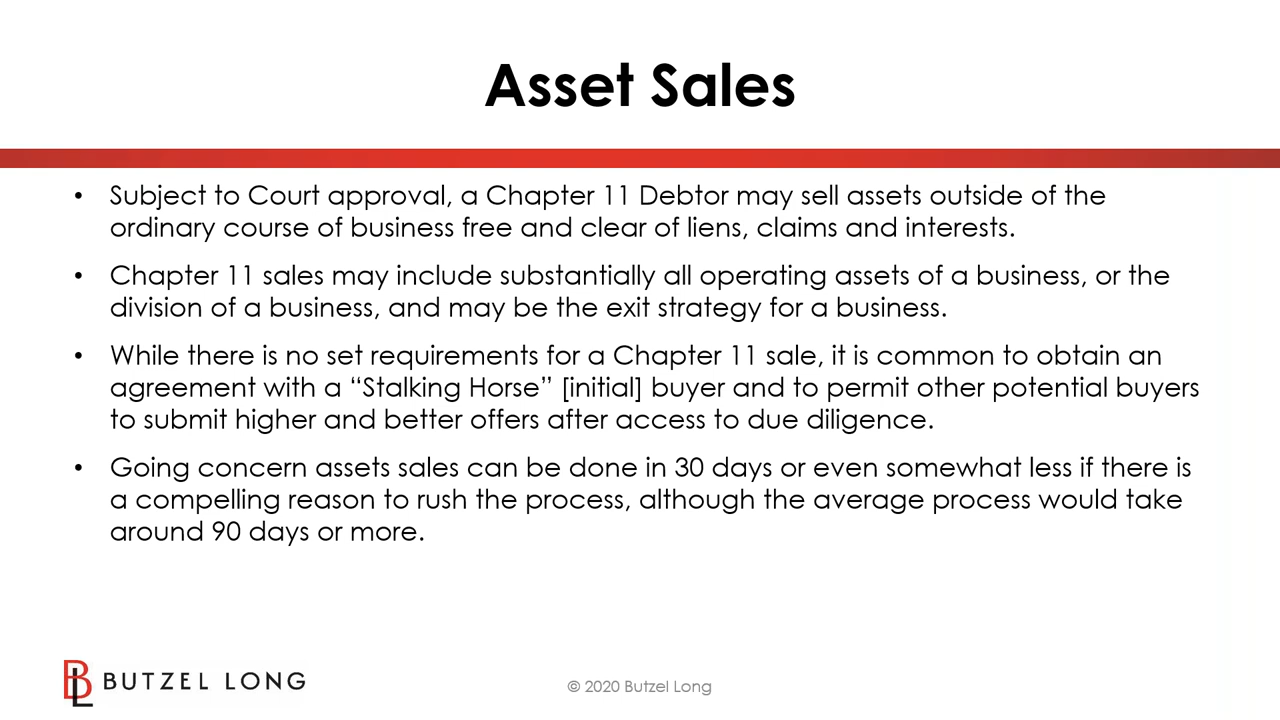 Asset Sales
• Subject to Court approval, a Chapter 11 Debtor may sell assets outside of the
ordinary course of business free and clear of liens, claims and interests.
• Chapter 11 sales may include substantially all operating assets of a business, or the
division of a business, and may be the exit strategy for a business.
• While there is no set requirements for a Chapter 11 sale, it is common to obtain an
agreement with a “Stalking Horse” [initial] buyer and to permit other potential buyers
to submit higher and better offers after access to due diligence.
• Going concern assets sales can be done in 30 days or even somewhat less if there is
a compelling reason to rush the process, although the average process would take
around 90 days or more.
BL BUTZEL LONG
© 2020 Butzel Long